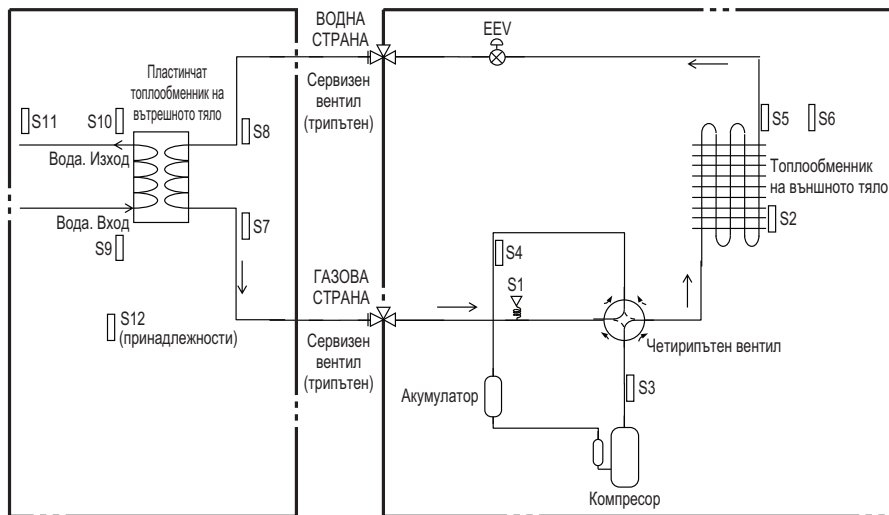 ВОДНА
СТРАНА
EEV
Пластинчат
топлообменник на
вътрешното тяло
Сервизен
вентил
(трипътен)
S11
S10
S8
S5
S6
Вода. Изход
Топлообменник
на външното тяло
Вода. Вход
S7
S2
S9
S4
ГАЗОВА
СТРАНА
S1
S12
(принадлежности)
Сервизен
вентил
(трипътен)
Четирипътен вентил
Акумулатор
S3
Компресор